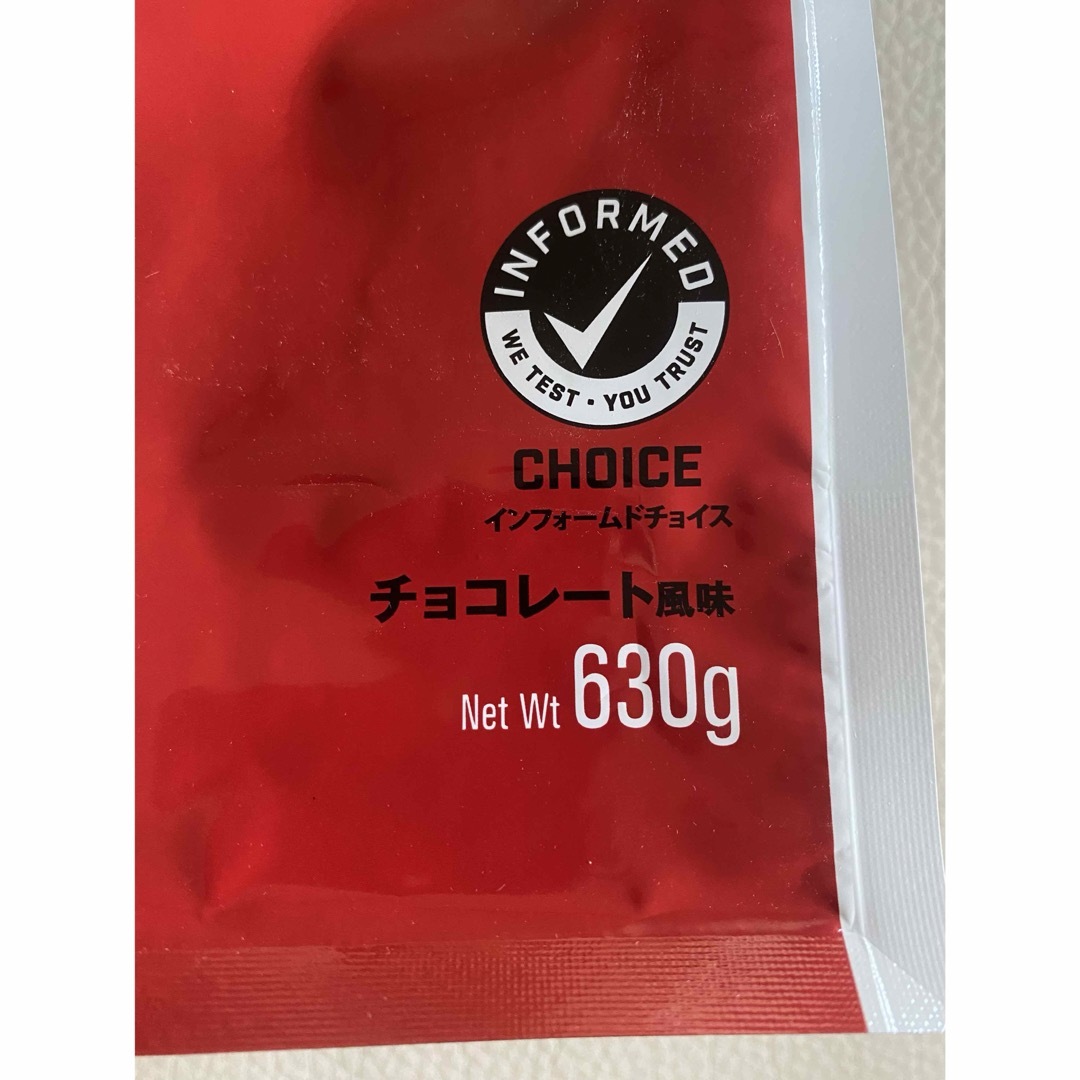 INFORMED
WE TEST・YOU TRUST
CHOICE
インフォームドチョイス
チョコレート風味
Net Wt 630g